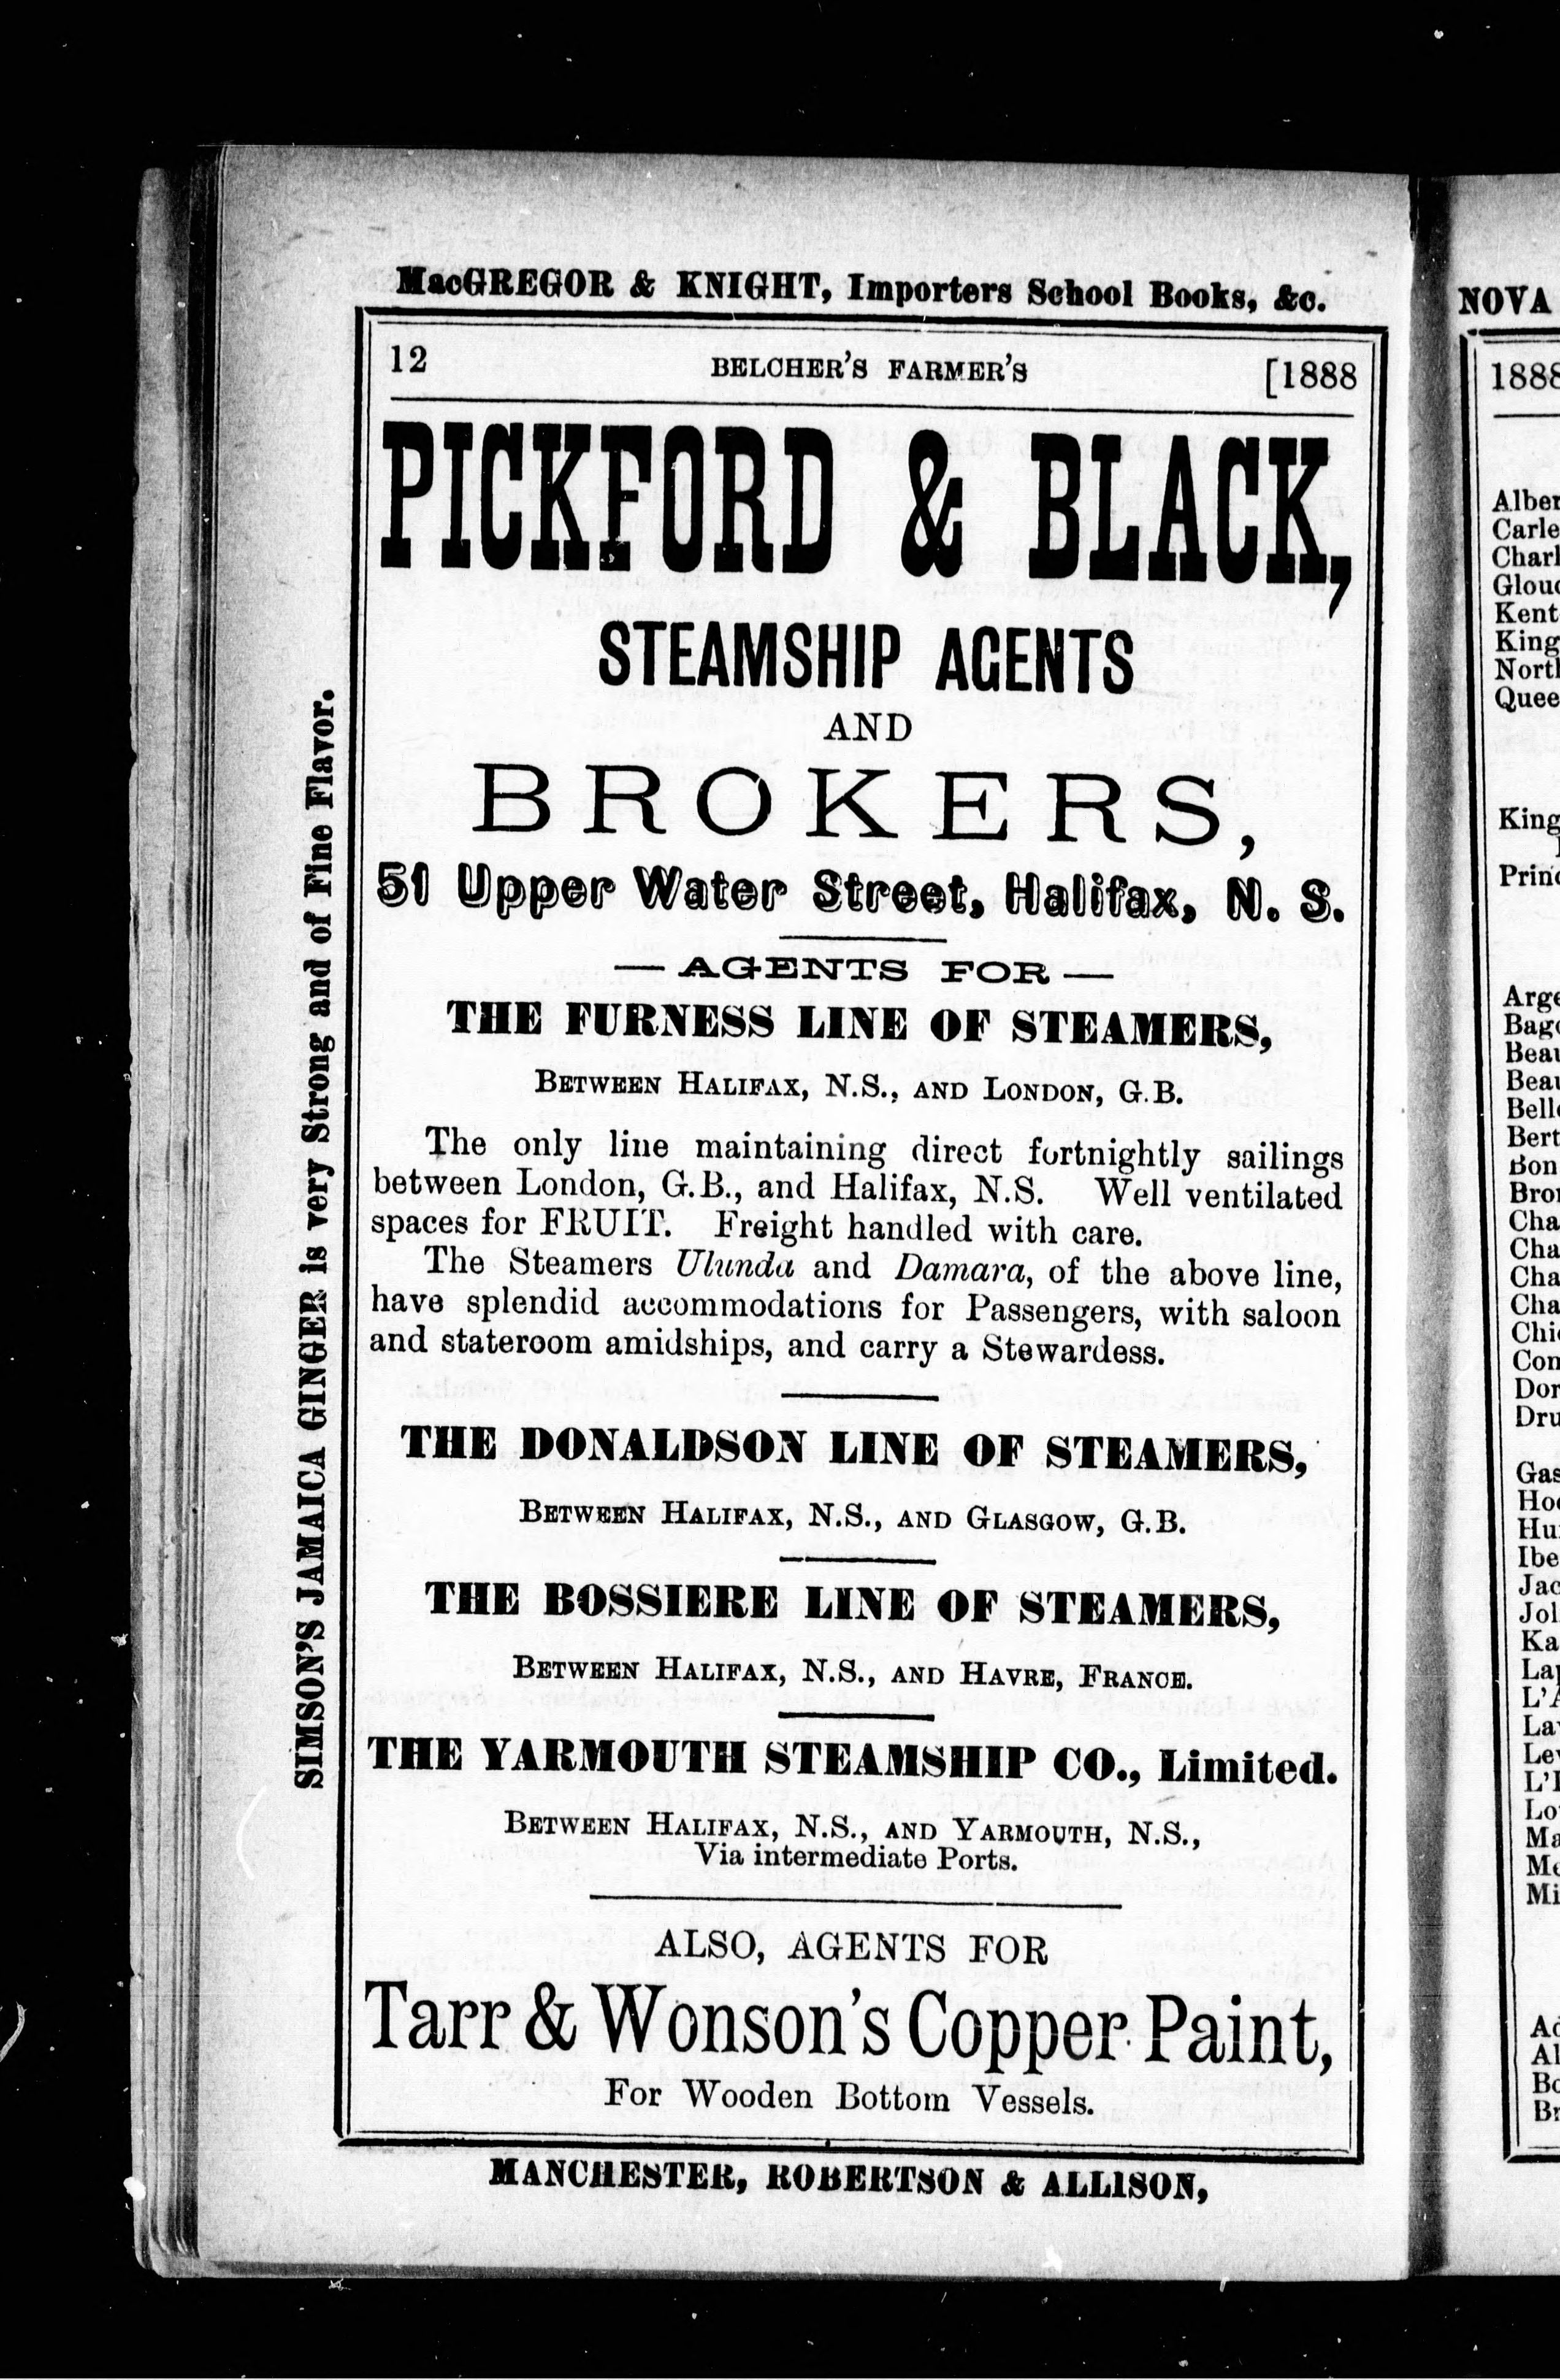 MacGREGOR & KNIGHT, Importers School Books, &c.
12 BELCHER'S FARMER'S [1888
PICKFORD & BLACK,
STEAMSHIP AGENTS
AND
BROKERS,
51 Upper Water Street, Halifax, N. S.
— AGENTS FOR —
THE FURNESS LINE OF STEAMERS,
BETWEEN HALIFAX, N.S., AND LONDON, G.B.
The only line maintaining direct fortnightly sailings
between London, G.B., and Halifax, N.S. Well ventilated
spaces for FRUIT. Freight handled with care.
The Steamers Ulunda and Damara, of the above line,
have splendid accommodations for Passengers, with saloon
and stateroom amidships, and carry a Stewardess.
THE DONALDSON LINE OF STEAMERS,
BETWEEN HALIFAX, N.S., AND GLASGOW, G.B.
THE BOSSIERE LINE OF STEAMERS,
BETWEEN HALIFAX, N.S., AND HAVRE, FRANCE.
THE YARMOUTH STEAMSHIP CO., Limited.
BETWEEN HALIFAX, N.S., AND YARMOUTH, N.S.,
Via intermediate Ports.
ALSO, AGENTS FOR
Tarr & Wonson's Copper Paint,
For Wooden Bottom Vessels.
MANCHESTER, ROBERTSON & ALLISON,
SIMSON'S JAMAICA GINGER is very Strong and of Fine Flavor.
NOVA
1888
Kent